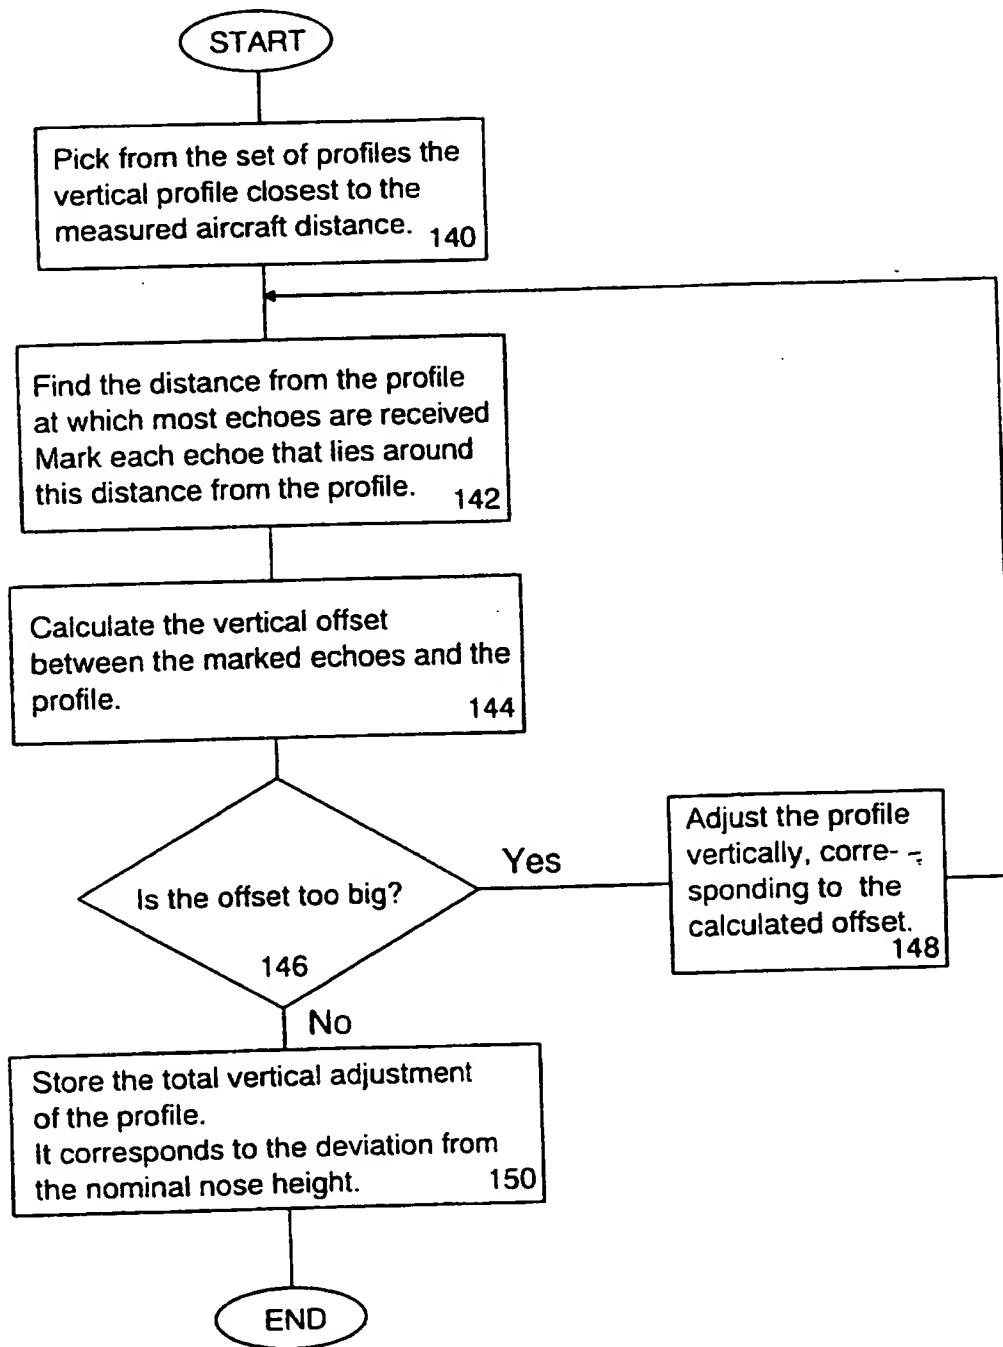 START
Pick from the set of profiles the
vertical profile closest to the
measured aircraft distance. 140
Find the distance from the profile
at which most echoes are received
Mark each echoe that lies around
this distance from the profile. 142
Calculate the vertical offset
between the marked echoes and the
profile. 144
Is the offset too big?
146
Yes
Adjust the profile
vertically, corre-
sponding to the
calculated offset.
148
No
Store the total vertical adjustment
of the profile.
It corresponds to the deviation from
the nominal nose height. 150
END